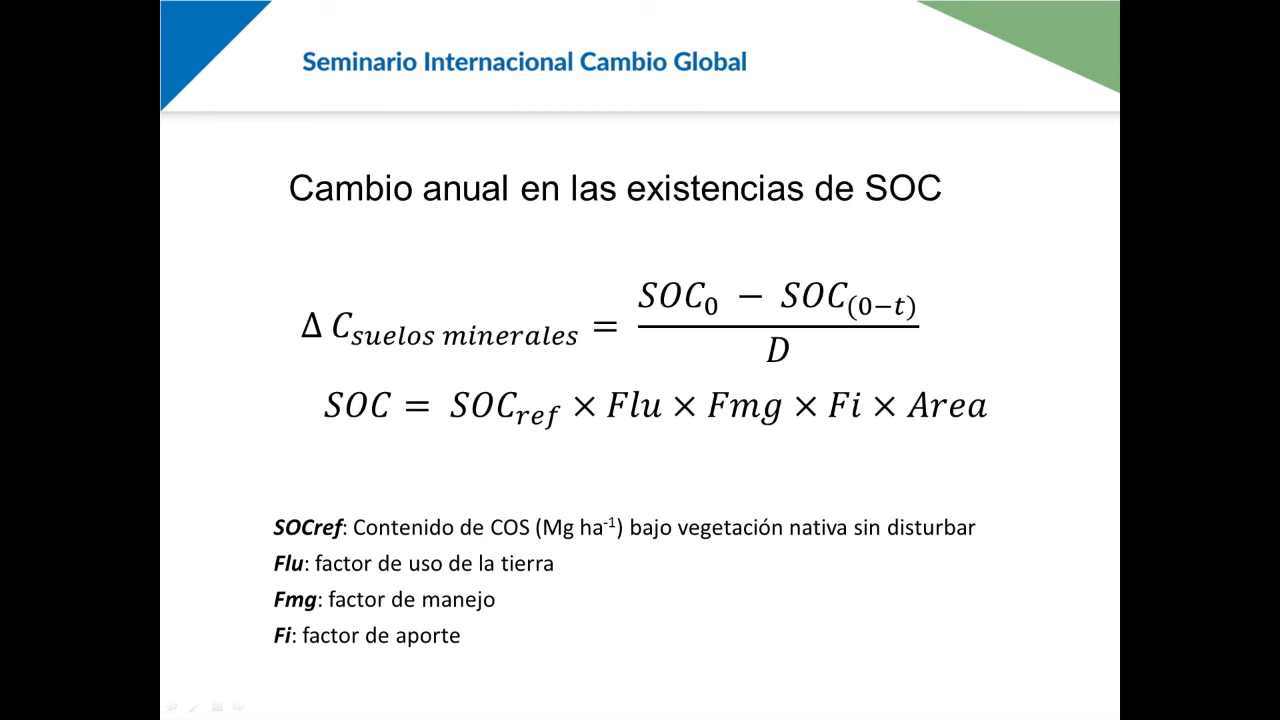 Seminario Internacional Cambio Global
Cambio anual en las existencias de SOC
Δ C_suelos minerales = (SOC_0 − SOC_(0−t)) / D
SOC = SOC_ref × Flu × Fmg × Fi × Area
SOCref: Contenido de COS (Mg ha⁻¹) bajo vegetación nativa sin disturbar
Flu: factor de uso de la tierra
Fmg: factor de manejo
Fi: factor de aporte